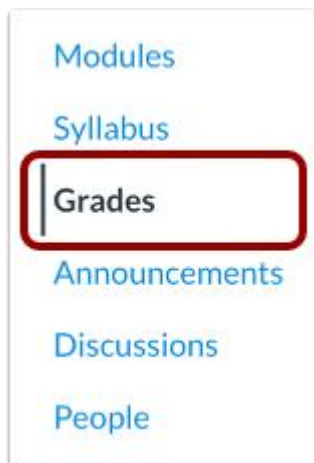 Modules
Syllabus
Grades
Announcements
Discussions
People